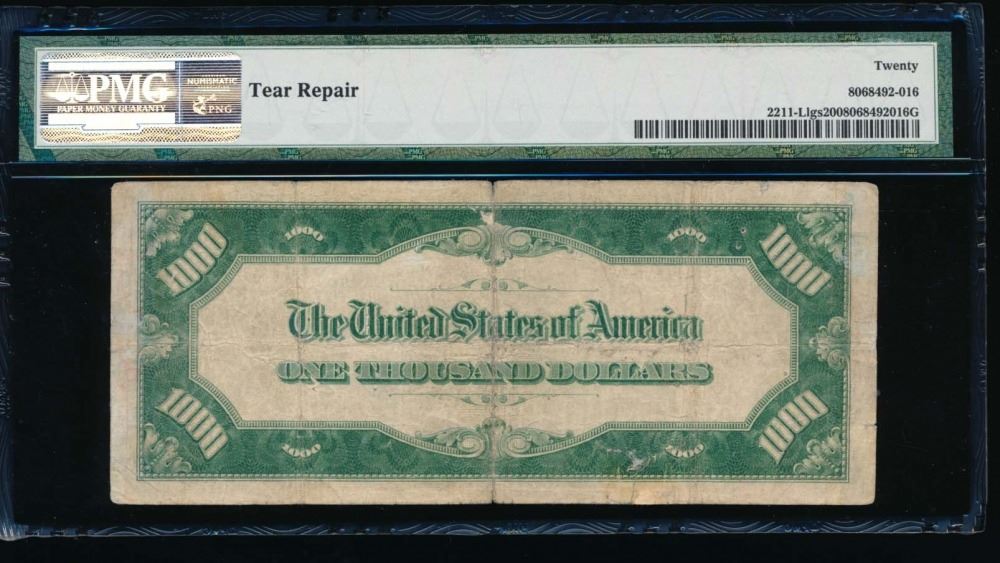 PMG
PAPER MONEY GUARANTY
NUMISMATIC
PNG
Tear Repair
Twenty
8068492-016
2211-Llgs2008068492016G
1000
1000
1000
1000
The United States of America
ONE THOUSAND DOLLARS
1000
1000
1000
1000